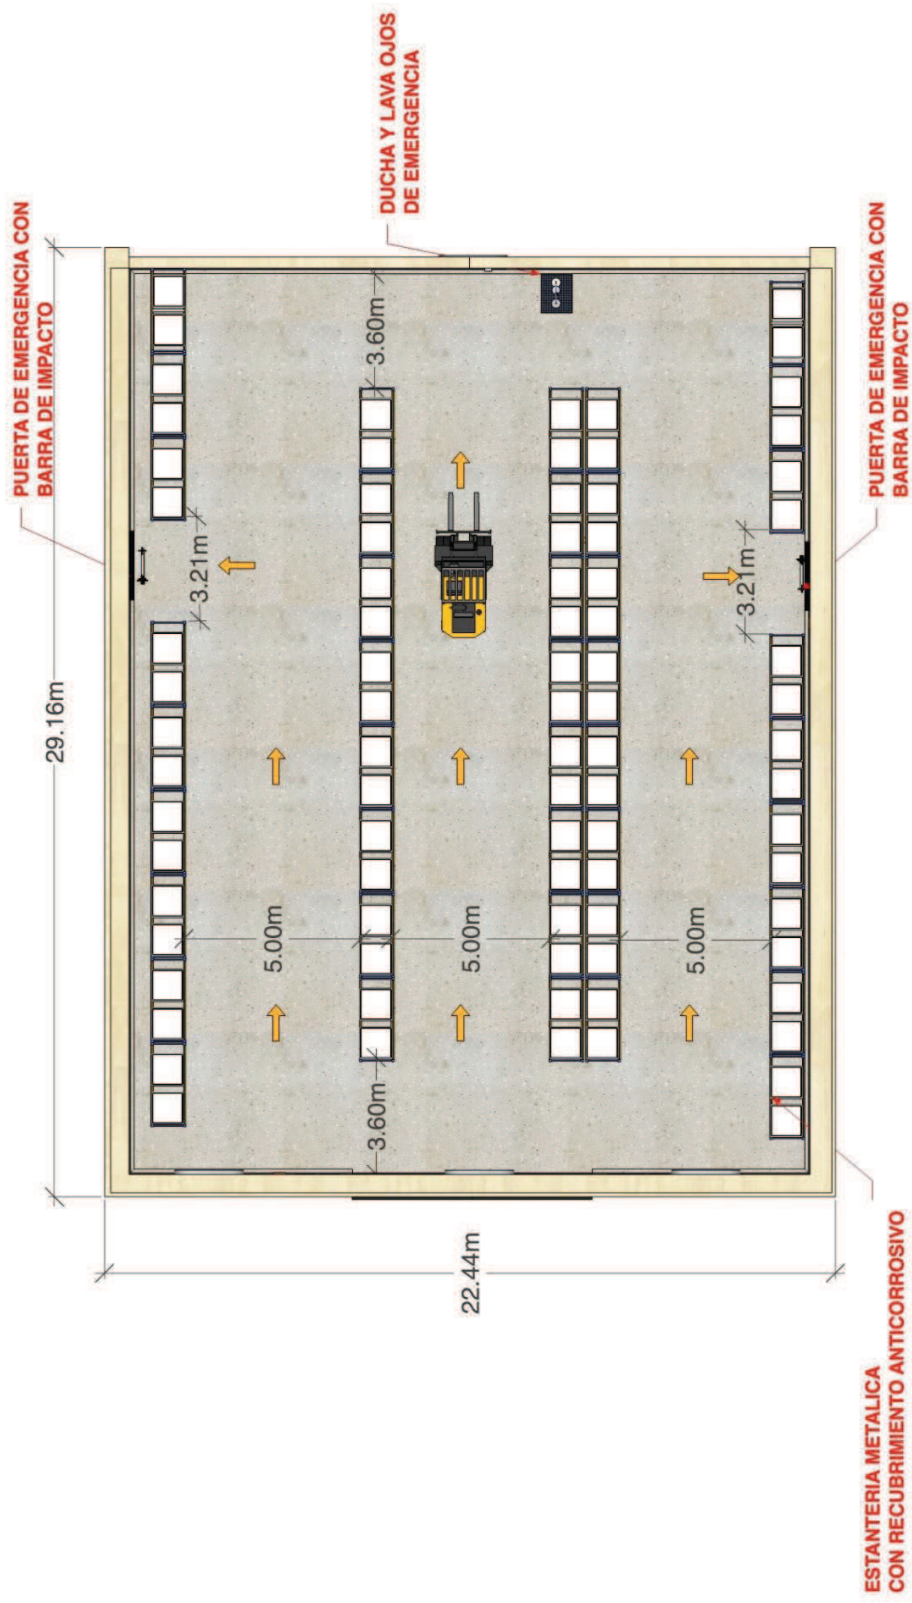 PUERTA DE EMERGENCIA CON
BARRA DE IMPACTO
29.16m
DUCHA Y LAVA OJOS
DE EMERGENCIA
3.21m
3.60m
5.00m
5.00m
5.00m
3.60m
3.21m
22.44m
PUERTA DE EMERGENCIA CON
BARRA DE IMPACTO
ESTANTERIA METALICA
CON RECUBRIMIENTO ANTICORROSIVO